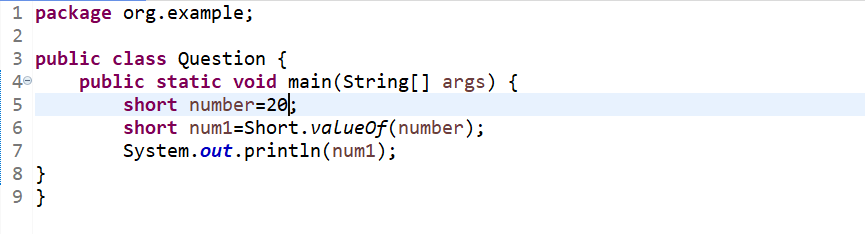 1 package org.example;
2
3 public class Question {
4 public static void main(String[] args) {
5 short number=20;
6 short num1=Short.valueOf(number);
7 System.out.println(num1);
8 }
9 }